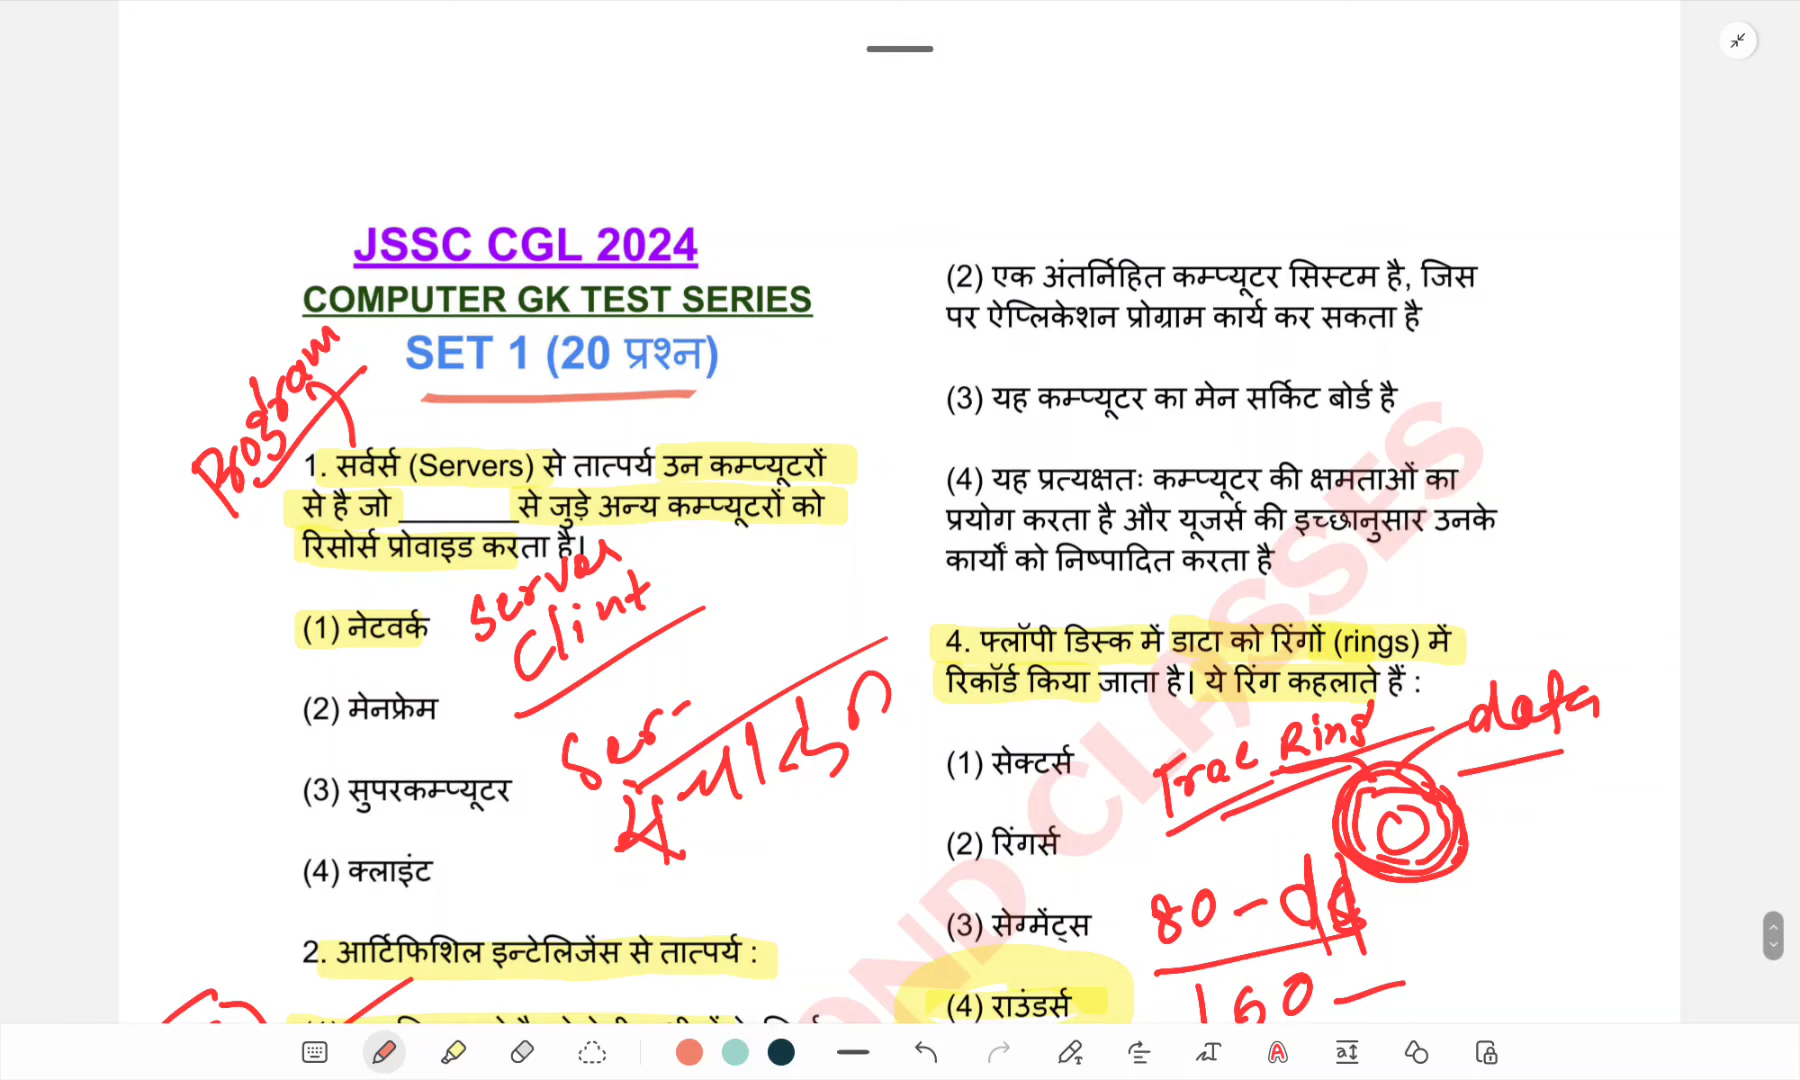 JSSC CGL 2024
COMPUTER GK TEST SERIES
SET 1 (20 प्रश्न)
Program
1. सर्वर्स (Servers) से तात्पर्य उन कम्प्यूटरों
से है जो ________ से जुड़े अन्य कम्प्यूटरों को
रिसोर्स प्रोवाइड करता है।
Server
Clint
(1) नेटवर्क
(2) मेनफ्रेम
Ser-
(3) सुपरकम्प्यूटर
(4) क्लाइंट
2. आर्टिफिशिल इन्टेलिजेंस से तात्पर्य :
(2) एक अंतर्निहित कम्प्यूटर सिस्टम है, जिस
पर ऐप्लिकेशन प्रोग्राम कार्य कर सकता है
(3) यह कम्प्यूटर का मेन सर्किट बोर्ड है
(4) यह प्रत्यक्षतः कम्प्यूटर की क्षमताओं का
प्रयोग करता है और यूजर्स की इच्छानुसार उनके
कार्यों को निष्पादित करता है
4. फ्लॉपी डिस्क में डाटा को रिंगों (rings) में
रिकॉर्ड किया जाता है। ये रिंग कहलाते हैं :
data
Trac Ring
(1) सेक्टर्स
(2) रिंगर्स
80-
(3) सेग्मेंट्स
160-
(4) राउंडर्स
OND CLASSES